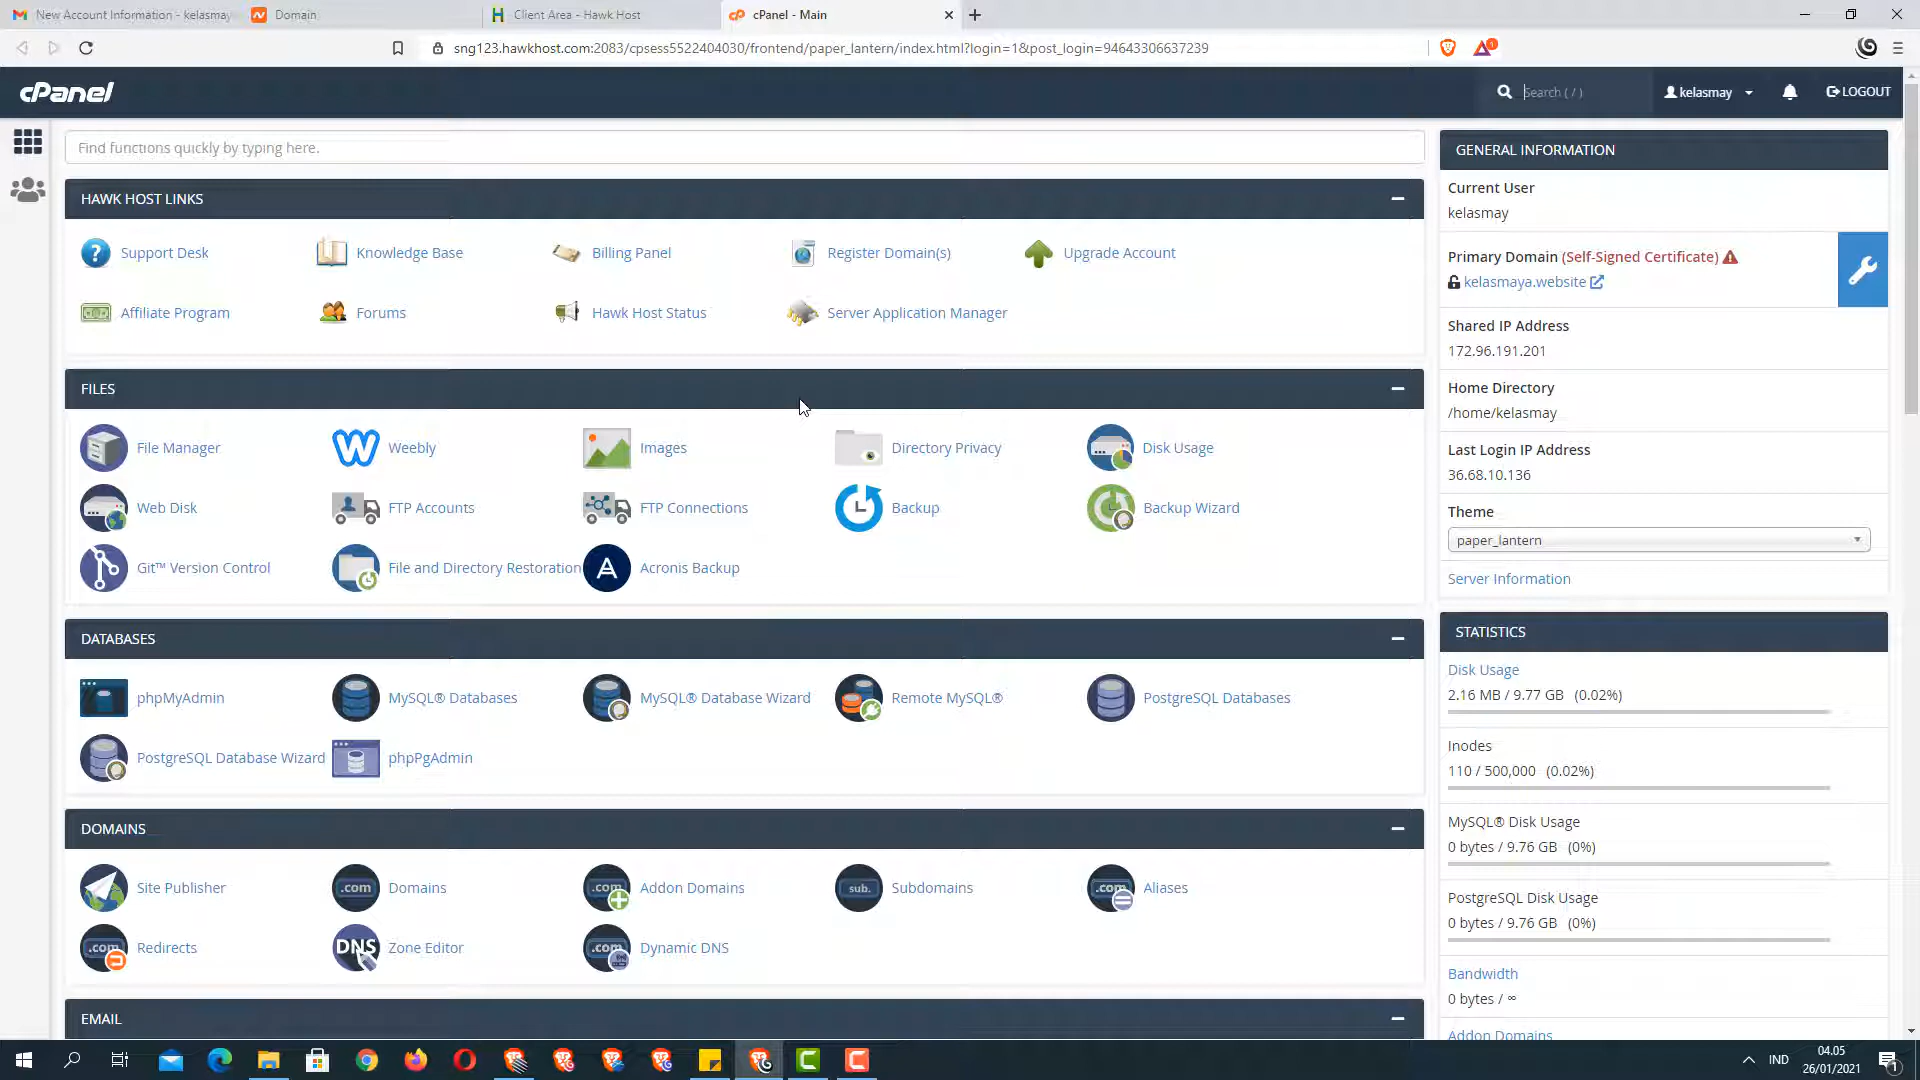 New Account Information - kelasmay
Domain
Client Area - Hawk Host
cPanel - Main
sng123.hawkhost.com:2083/cpsess5522404030/frontend/paper_lantern/index.html?login=1&post_login=94643306637239
1
cPanel
Search ( / )
kelasmay
LOGOUT
Find functions quickly by typing here.
HAWK HOST LINKS
Support Desk
Knowledge Base
Billing Panel
Register Domain(s)
Upgrade Account
Affiliate Program
Forums
Hawk Host Status
Server Application Manager
FILES
File Manager
Weebly
Images
Directory Privacy
Disk Usage
Web Disk
FTP Accounts
FTP Connections
Backup
Backup Wizard
Git™ Version Control
File and Directory Restoration
Acronis Backup
DATABASES
phpMyAdmin
MySQL® Databases
MySQL® Database Wizard
Remote MySQL®
PostgreSQL Databases
PostgreSQL Database Wizard
phpPgAdmin
DOMAINS
Site Publisher
.com
Domains
.com
Addon Domains
sub.
Subdomains
.com
Aliases
.com
Redirects
DNS
Zone Editor
.com
Dynamic DNS
EMAIL
GENERAL INFORMATION
Current User
kelasmay
Primary Domain (Self-Signed Certificate)
kelasmaya.website
Shared IP Address
172.96.191.201
Home Directory
/home/kelasmay
Last Login IP Address
36.68.10.136
Theme
paper_lantern
Server Information
STATISTICS
Disk Usage
2.16 MB / 9.77 GB (0.02%)
Inodes
110 / 500,000 (0.02%)
MySQL® Disk Usage
0 bytes / 9.76 GB (0%)
PostgreSQL Disk Usage
0 bytes / 9.76 GB (0%)
Bandwidth
0 bytes / ∞
Addon Domains
IND
04.05
26/01/2021
1